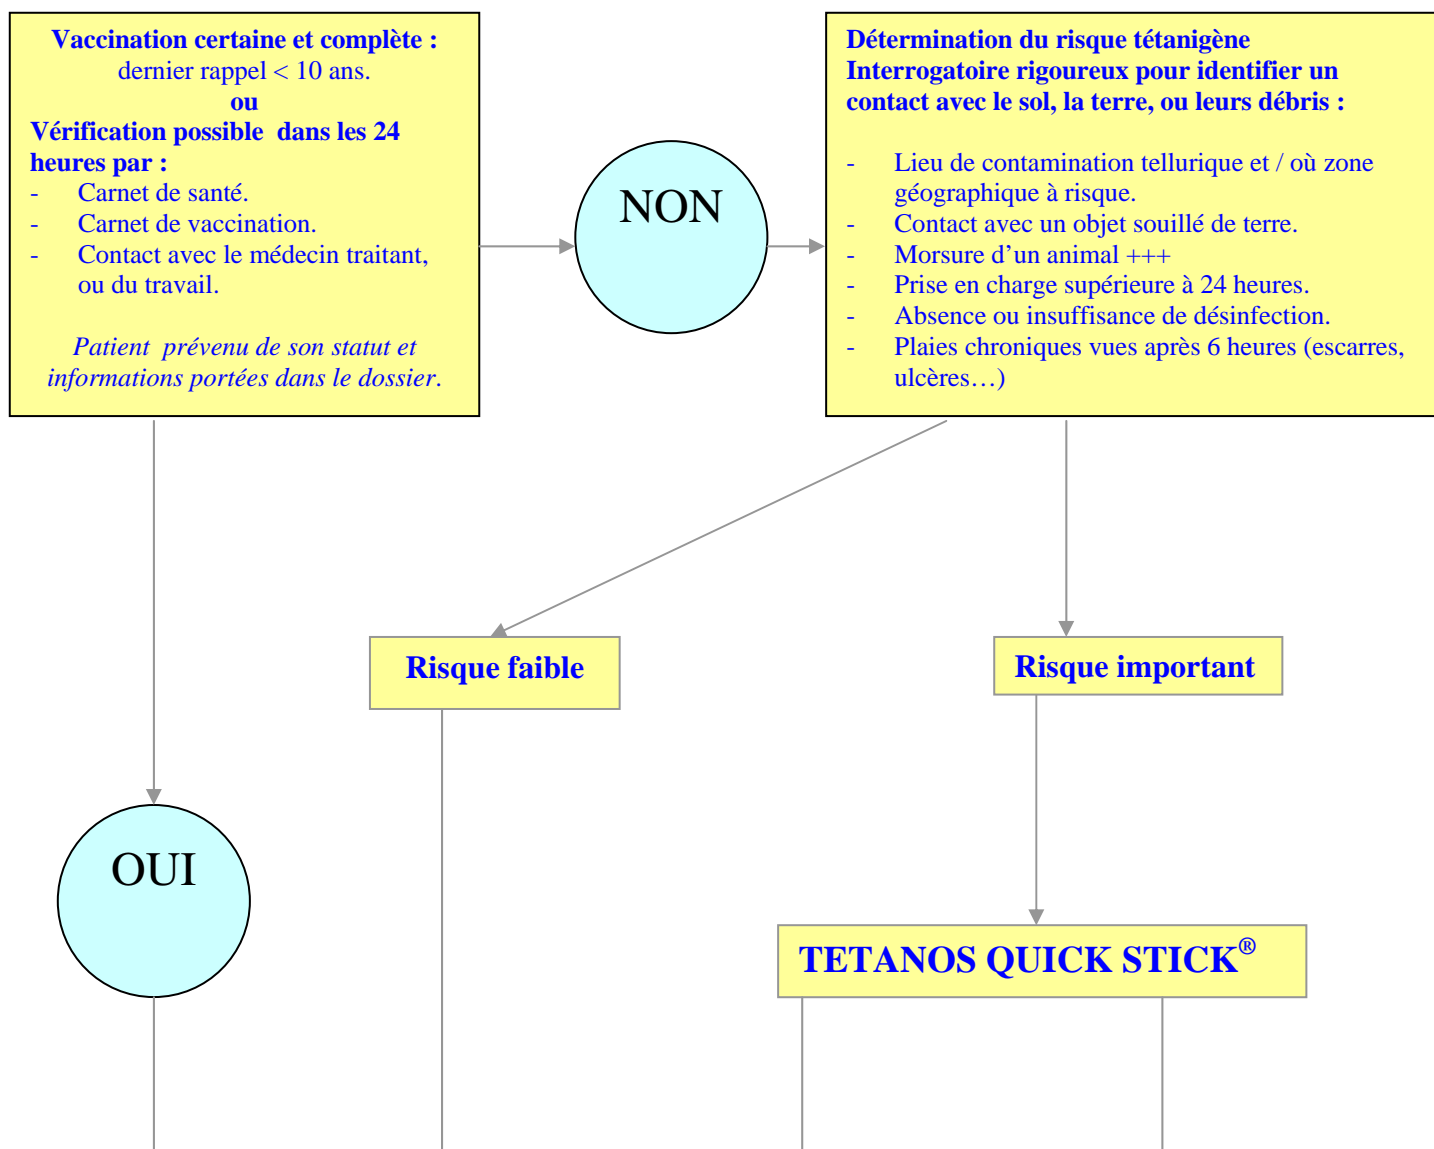 Vaccination certaine et complète :
dernier rappel < 10 ans.
ou
Vérification possible dans les 24
heures par :
- Carnet de santé.
- Carnet de vaccination.
- Contact avec le médecin traitant,
ou du travail.
Patient prévenu de son statut et
informations portées dans le dossier.
NON
Détermination du risque tétanigène
Interrogatoire rigoureux pour identifier un
contact avec le sol, la terre, ou leurs débris :
- Lieu de contamination tellurique et / où zone
géographique à risque.
- Contact avec un objet souillé de terre.
- Morsure d’un animal +++
- Prise en charge supérieure à 24 heures.
- Absence ou insuffisance de désinfection.
- Plaies chroniques vues après 6 heures (escarres,
ulcères…)
Risque faible
Risque important
OUI
TETANOS QUICK STICK®